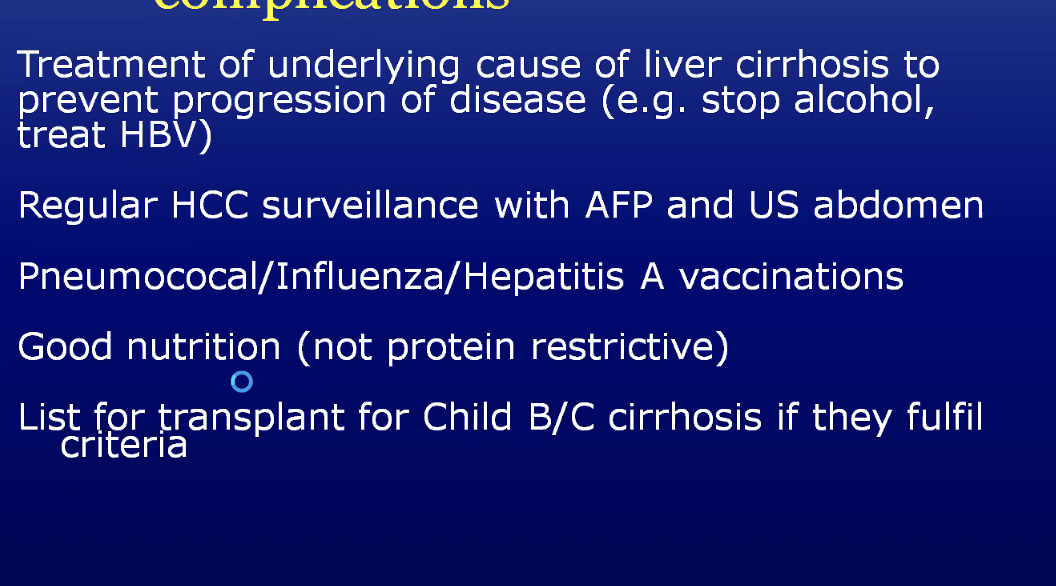 complications
Treatment of underlying cause of liver cirrhosis to
prevent progression of disease (e.g. stop alcohol,
treat HBV)
Regular HCC surveillance with AFP and US abdomen
Pneumococal/Influenza/Hepatitis A vaccinations
Good nutrition (not protein restrictive)
List for transplant for Child B/C cirrhosis if they fulfil
criteria